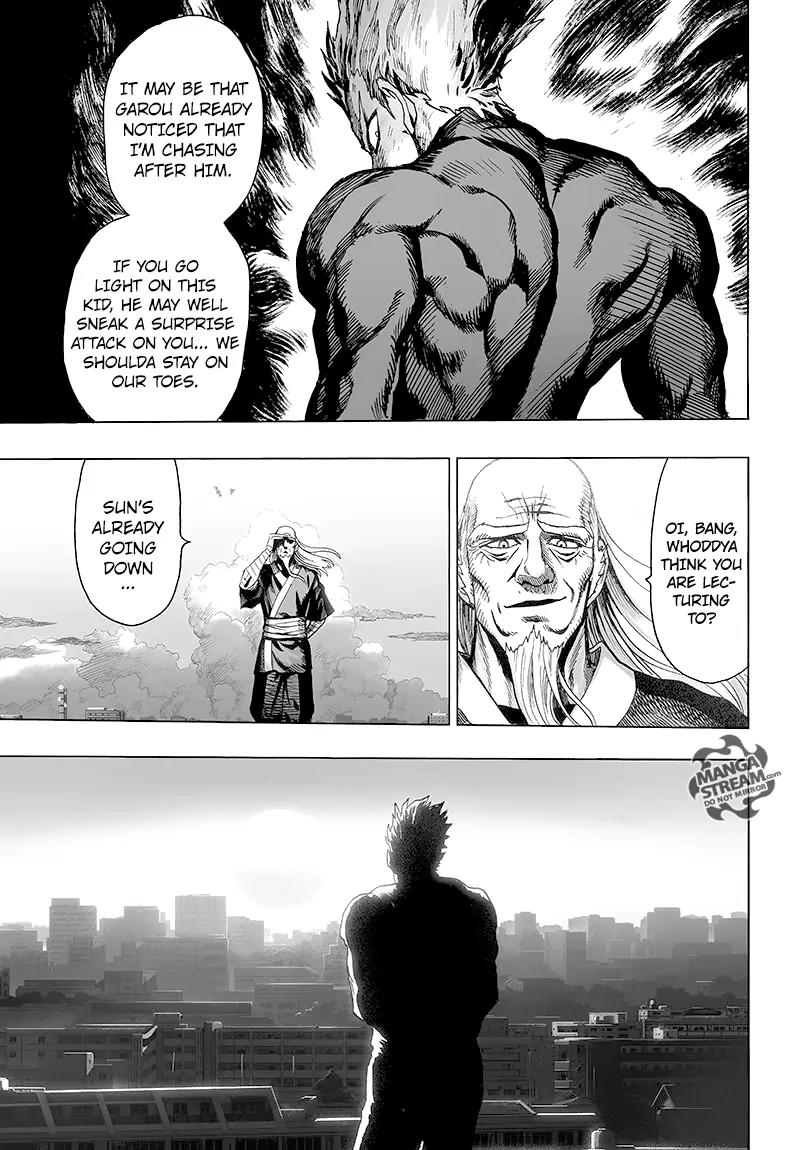 IT MAY BE THAT
GAROU ALREADY
NOTICED THAT
I'M CHASING
AFTER HIM.
IF YOU GO
LIGHT ON THIS
KID, HE MAY WELL
SNEAK A SURPRISE
ATTACK ON YOU... WE
SHOULDA STAY ON
OUR TOES.
OI, BANG,
WHODDYA
THINK YOU
ARE LEC-
TURING
TO?
SUN'S
ALREADY
GOING
DOWN
...
MANGA
STREAM.com
DO NOT MIRROR